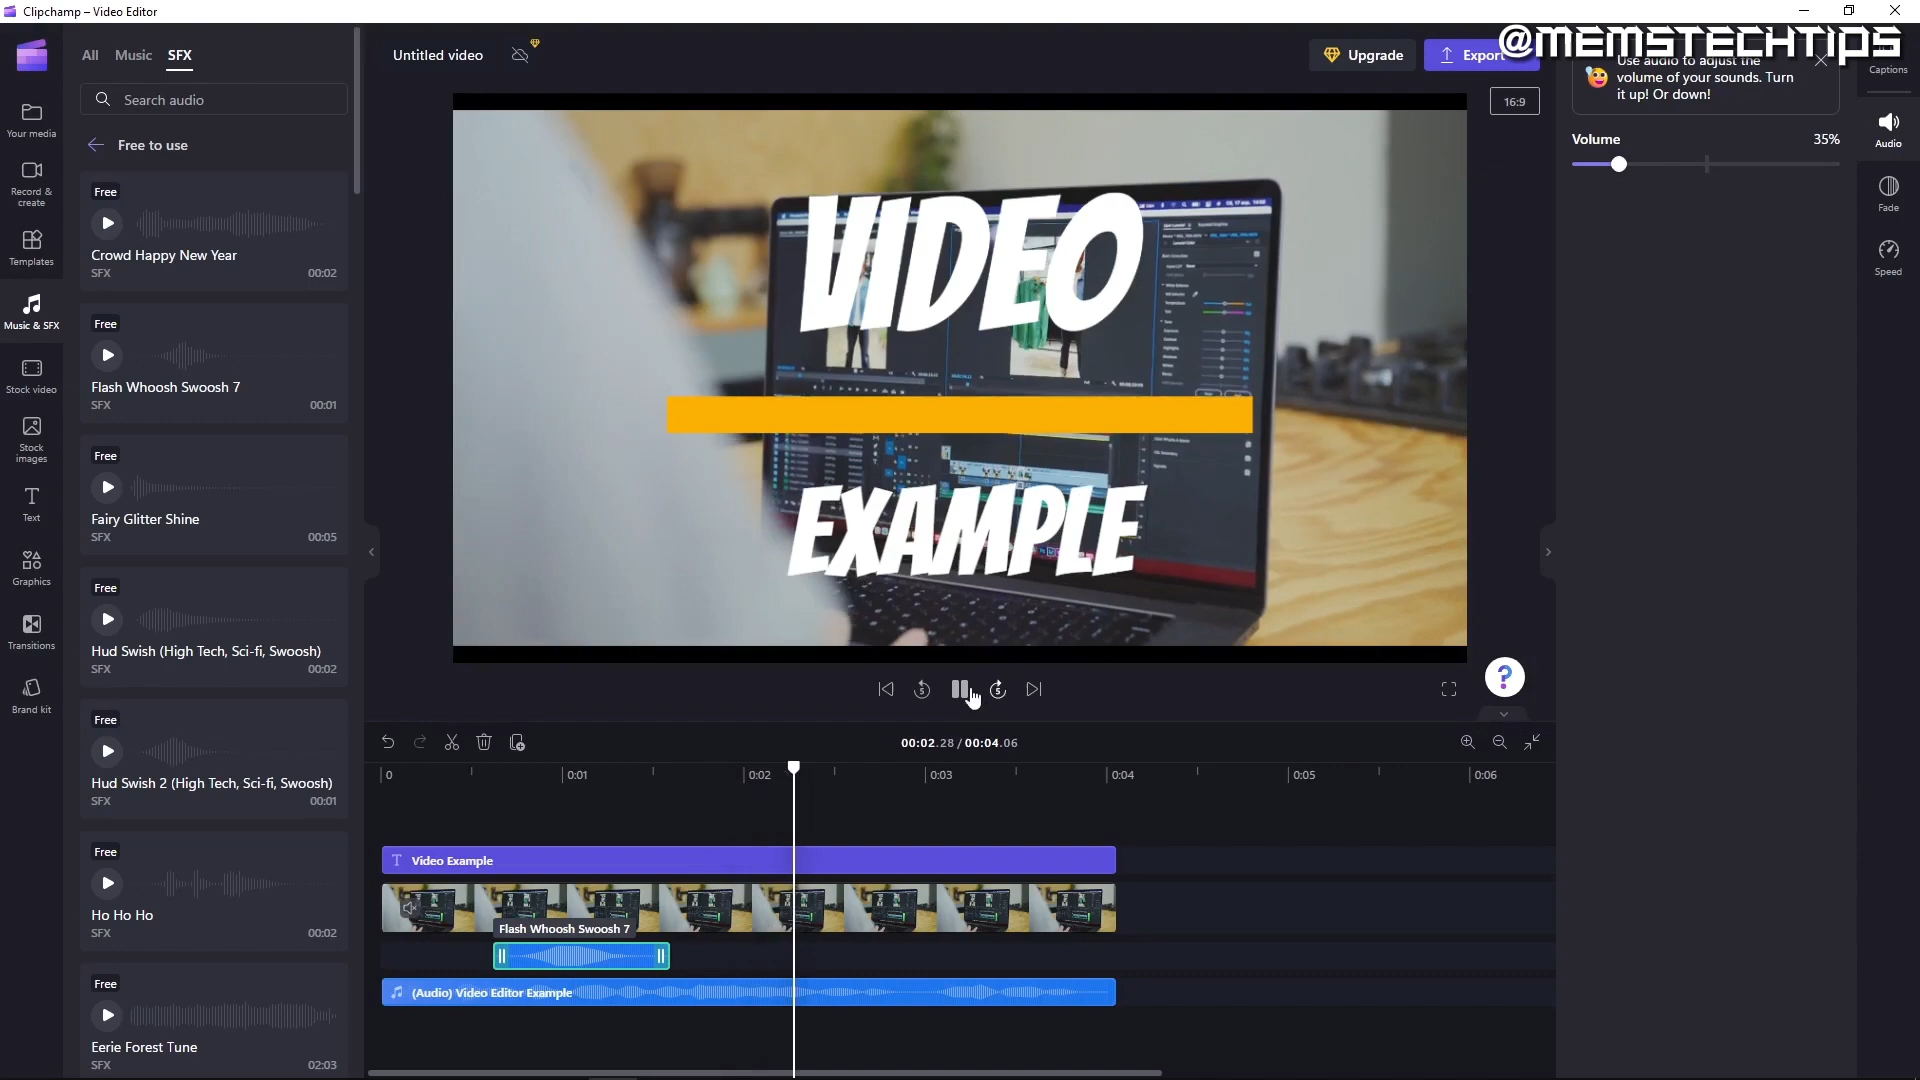 Clipchamp – Video Editor
@MEMSTECHTIPS
All Music SFX
Search audio
Free to use
Free
Crowd Happy New Year
SFX 00:02
Free
Flash Whoosh Swoosh 7
SFX 00:01
Free
Fairy Glitter Shine
SFX 00:05
Free
Hud Swish (High Tech, Sci-fi, Swoosh)
SFX 00:02
Free
Hud Swish 2 (High Tech, Sci-fi, Swoosh)
SFX 00:01
Free
Ho Ho Ho
SFX 00:02
Free
Eerie Forest Tune
SFX 02:03
Your media
Record &
create
Templates
Music & SFX
Stock video
Stock
images
Text
Graphics
Transitions
Brand kit
Untitled video
Upgrade
Export
16:9
VIDEO
EXAMPLE
5
5
?
00:02.28 / 00:04.06
0 0:01 0:02 0:03 0:04 0:05 0:06
T Video Example
Flash Whoosh Swoosh 7
(Audio) Video Editor Example
Use audio to adjust the
volume of your sounds. Turn
it up! Or down!
Volume 35%
Captions
Audio
Fade
Speed